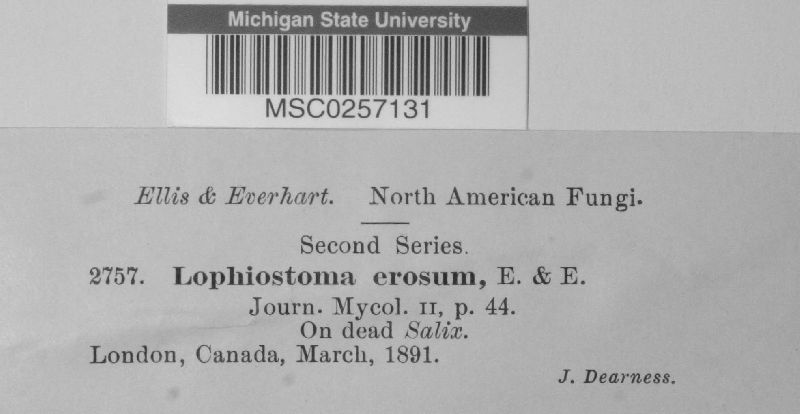 Michigan State University
MSC0257131
Ellis & Everhart. North American Fungi.
Second Series.
2757. Lophiostoma erosum, E. & E.
Journ. Mycol. II, p. 44.
On dead Salix.
London, Canada, March, 1891.
J. Dearness.